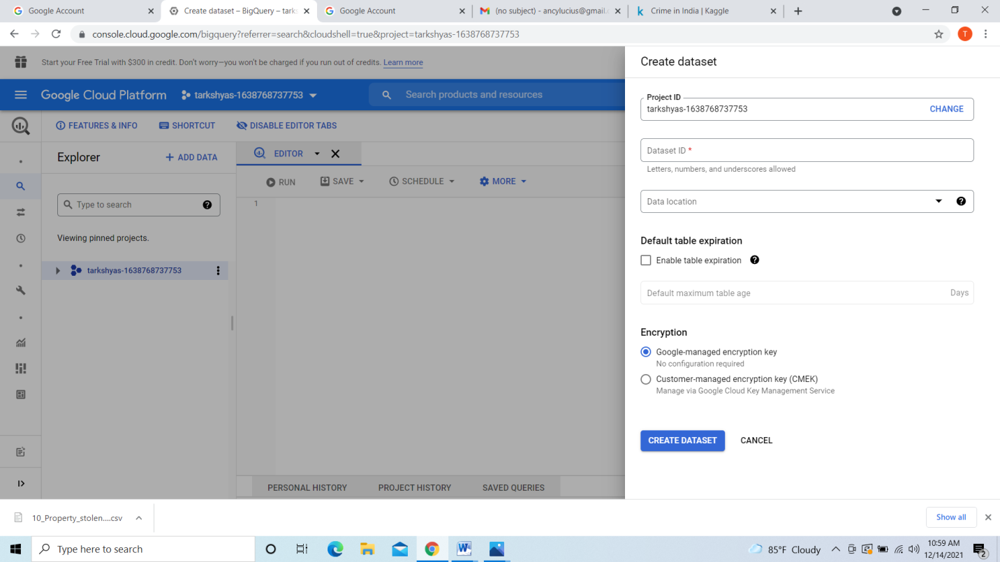 Google Account
Create dataset – BigQuery – tarks
Google Account
(no subject) - ancylucius@gmail.c
Crime in India | Kaggle
console.cloud.google.com/bigquery?referrer=search&cloudshell=true&project=tarkshyas-1638768737753
T
Start your Free Trial with $300 in credit. Don't worry—you won't be charged if you run out of credits. Learn more
Google Cloud Platform
tarkshyas-1638768737753
Search products and resources
FEATURES & INFO
SHORTCUT
DISABLE EDITOR TABS
Explorer
+ ADD DATA
EDITOR
RUN
SAVE
SCHEDULE
MORE
Type to search
1
Viewing pinned projects.
tarkshyas-1638768737753
PERSONAL HISTORY
PROJECT HISTORY
SAVED QUERIES
Create dataset
Project ID
tarkshyas-1638768737753
CHANGE
Dataset ID *
Letters, numbers, and underscores allowed
Data location
Default table expiration
Enable table expiration
Default maximum table age
Days
Encryption
Google-managed encryption key
No configuration required
Customer-managed encryption key (CMEK)
Manage via Google Cloud Key Management Service
CREATE DATASET
CANCEL
10_Property_stolen....csv
Show all
Type here to search
85°F Cloudy
10:59 AM
12/14/2021
2